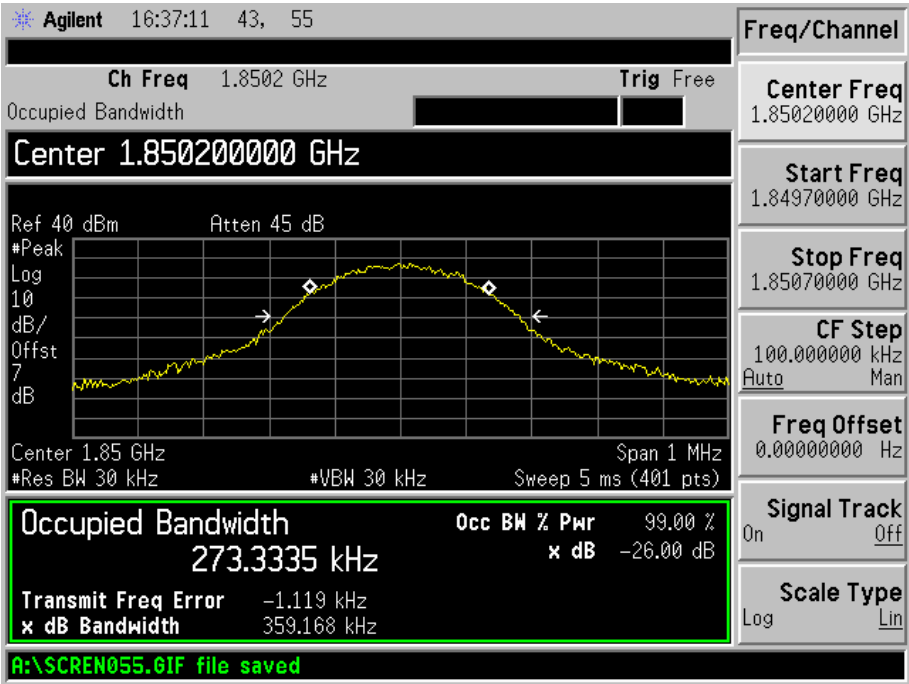 Agilent 16:37:11 43, 55
Ch Freq 1.8502 GHz Trig Free
Occupied Bandwidth
Center 1.850200000 GHz
Ref 40 dBm Atten 45 dB
#Peak
Log
10
dB/
Offst
7
dB
Center 1.85 GHz Span 1 MHz
#Res BW 30 kHz #VBW 30 kHz Sweep 5 ms (401 pts)
Occupied Bandwidth
273.3335 kHz
Occ BW % Pwr 99.00 %
x dB -26.00 dB
Transmit Freq Error -1.119 kHz
x dB Bandwidth 359.168 kHz
A:\SCREN055.GIF file saved
Freq/Channel
Center Freq
1.85020000 GHz
Start Freq
1.84970000 GHz
Stop Freq
1.85070000 GHz
CF Step
100.000000 kHz
Auto Man
Freq Offset
0.00000000 Hz
Signal Track
On Off
Scale Type
Log Lin